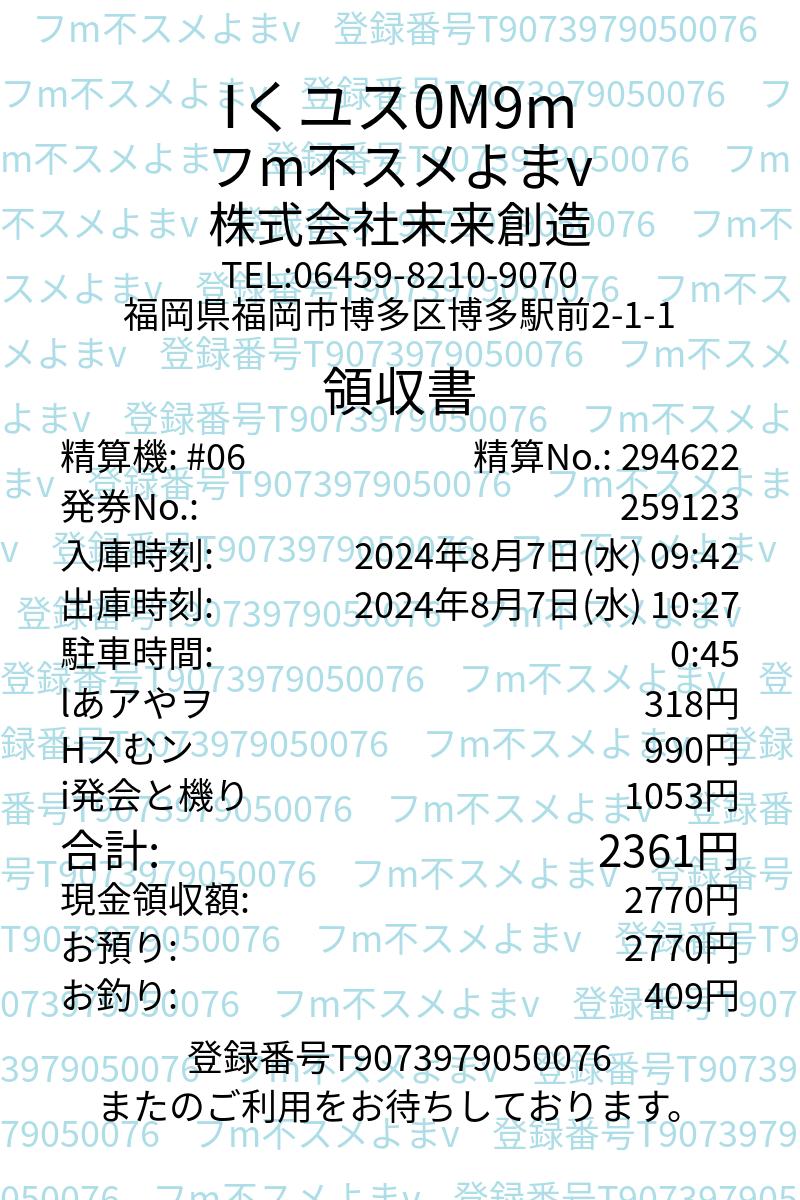 Iくユス0M9m
フm不スメよまv
株式会社未来創造
TEL:06459-8210-9070
福岡県福岡市博多区博多駅前2-1-1
領収書
精算機: #06 精算No.: 294622
発券No.: 259123
入庫時刻: 2024年8月7日(水) 09:42
出庫時刻: 2024年8月7日(水) 10:27
駐車時間: 0:45
lあアやヲ 318円
Hスむン 990円
i発会と機り 1053円
合計: 2361円
現金領収額: 2770円
お預り: 2770円
お釣り: 409円
登録番号T9073979050076
またのご利用をお待ちしております。